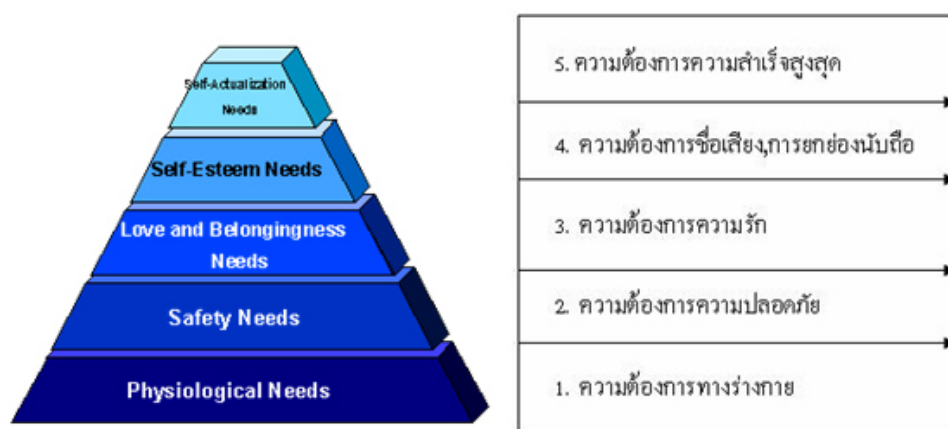 Self-Actualization
Needs
Self-Esteem Needs
Love and Belongingness
Needs
Safety Needs
Physiological Needs
5. ความต้องการความสำเร็จสูงสุด
4. ความต้องการชื่อเสียง,การยกย่องนับถือ
3. ความต้องการความรัก
2. ความต้องการความปลอดภัย
1. ความต้องการทางร่างกาย